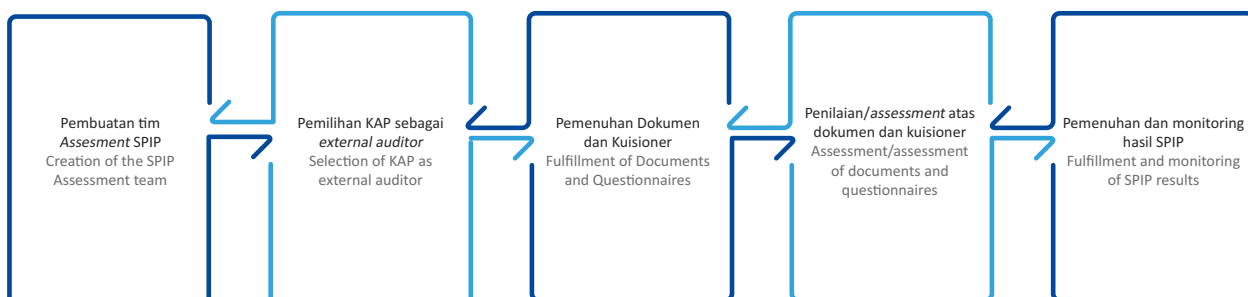 Pembuatan tim
Assesment SPIP
Creation of the SPIP
Assessment team
Pemilihan KAP sebagai
external auditor
Selection of KAP as
external auditor
Pemenuhan Dokumen
dan Kuisioner
Fulfillment of Documents
and Questionnaires
Penilaian/assessment atas
dokumen dan kuisioner
Assessment/assessment
of documents and
questionnaires
Pemenuhan dan monitoring
hasil SPIP
Fulfillment and monitoring
of SPIP results